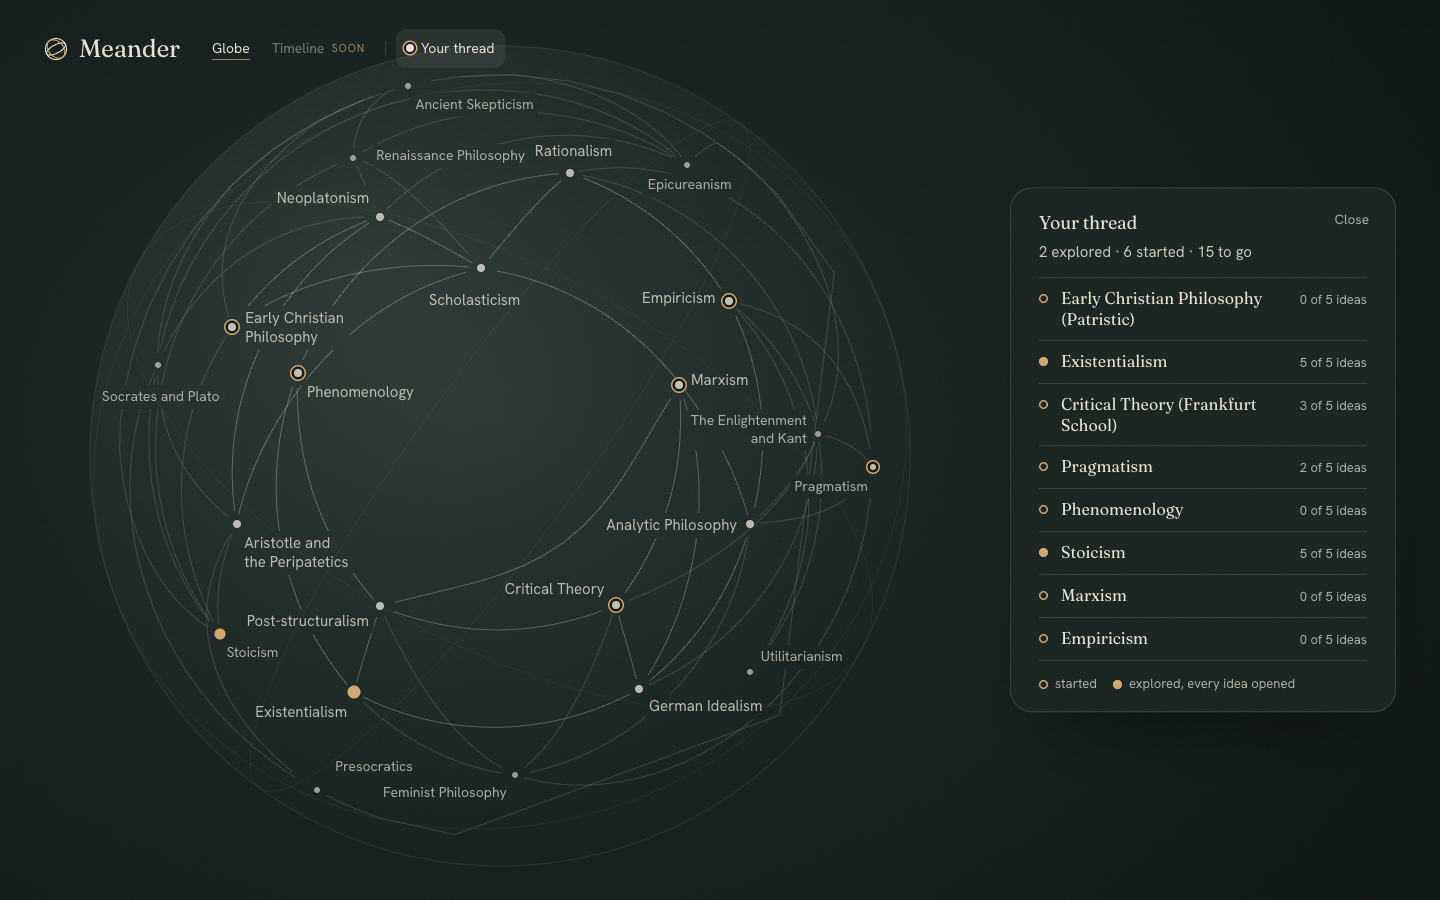 Meander
Globe
Timeline SOON
Your thread
Ancient Skepticism
Renaissance Philosophy
Rationalism
Epicureanism
Neoplatonism
Scholasticism
Empiricism
Early Christian
Philosophy
Socrates and Plato
Phenomenology
Marxism
The Enlightenment
and Kant
Pragmatism
Analytic Philosophy
Aristotle and
the Peripatetics
Critical Theory
Post-structuralism
Stoicism
Utilitarianism
Existentialism
German Idealism
Presocratics
Feminist Philosophy
Your thread
Close
2 explored · 6 started · 15 to go
Early Christian Philosophy
(Patristic)
0 of 5 ideas
Existentialism
5 of 5 ideas
Critical Theory (Frankfurt
School)
3 of 5 ideas
Pragmatism
2 of 5 ideas
Phenomenology
0 of 5 ideas
Stoicism
5 of 5 ideas
Marxism
0 of 5 ideas
Empiricism
0 of 5 ideas
started
explored, every idea opened